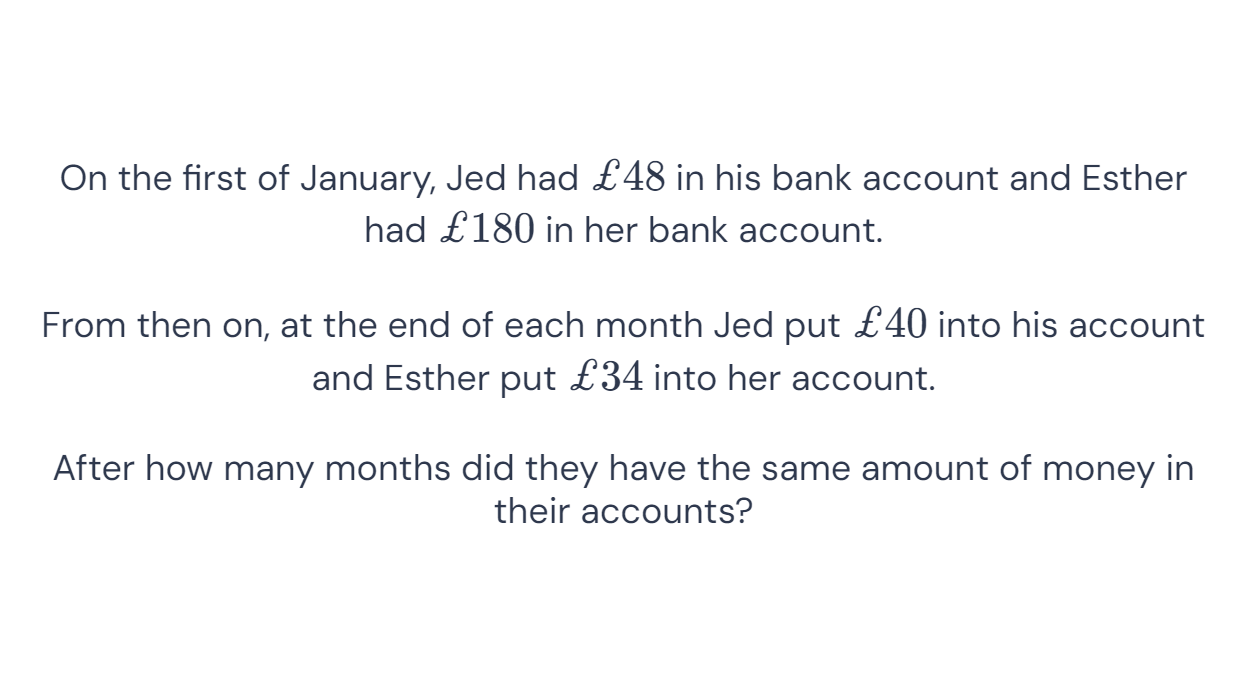 On the first of January, Jed had £48 in his bank account and Esther
had £180 in her bank account.
From then on, at the end of each month Jed put £40 into his account
and Esther put £34 into her account.
After how many months did they have the same amount of money in
their accounts?